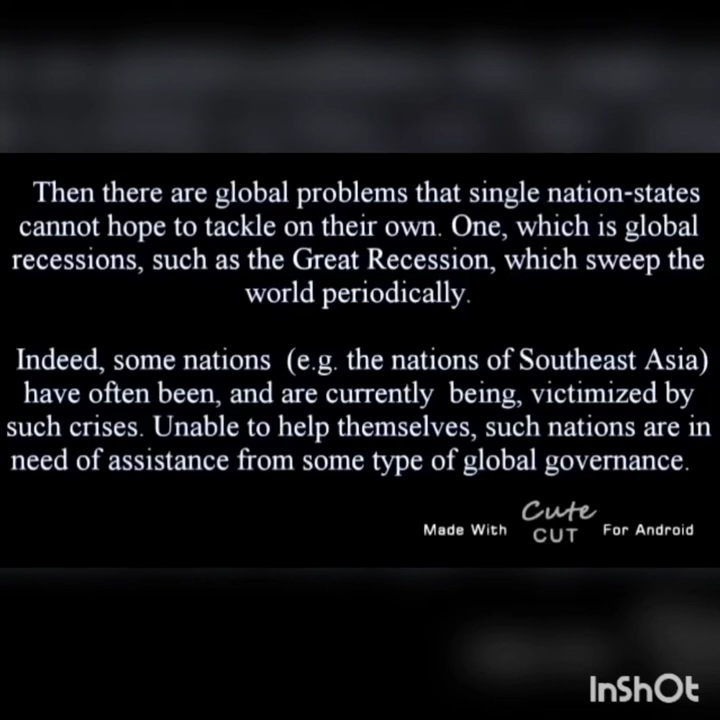 Then there are global problems that single nation-states
cannot hope to tackle on their own. One, which is global
recessions, such as the Great Recession, which sweep the
world periodically.
Indeed, some nations (e.g. the nations of Southeast Asia)
have often been, and are currently being, victimized by
such crises. Unable to help themselves, such nations are in
need of assistance from some type of global governance.
Made With Cute CUT For Android
InShOt